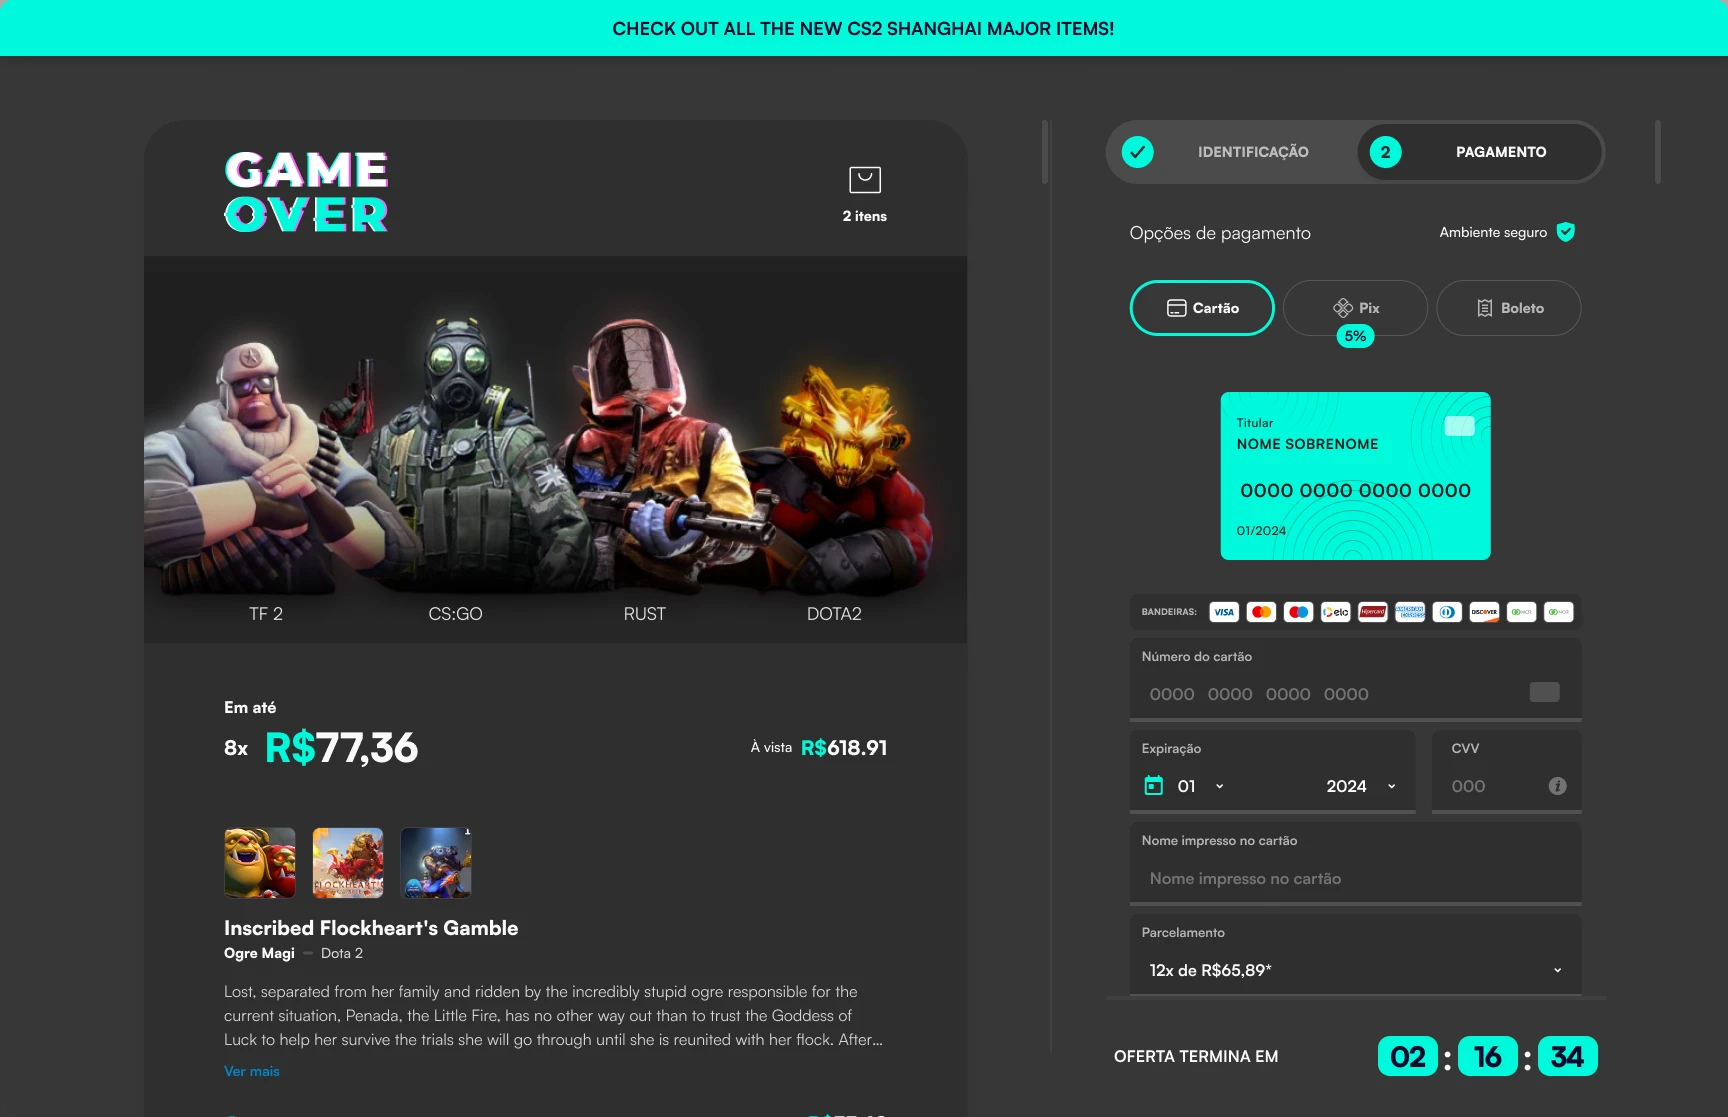 CHECK OUT ALL THE NEW CS2 SHANGHAI MAJOR ITEMS!
GAME
OVER
2 itens
TF 2
CS:GO
RUST
DOTA2
Em até
8x R$77,36
À vista R$618.91
Inscribed Flockheart's Gamble
Ogre Magi – Dota 2
Lost, separated from her family and ridden by the incredibly stupid ogre responsible for the
current situation, Penada, the Little Fire, has no other way out than to trust the Goddess of
Luck to help her survive the trials she will go through until she is reunited with her flock. After...
Ver mais
IDENTIFICAÇÃO
2 PAGAMENTO
Opções de pagamento
Ambiente seguro
Cartão
Pix
5%
Boleto
Titular
NOME SOBRENOME
0000 0000 0000 0000
01/2024
BANDEIRAS: VISA elo Hipercard AMERICAN EXPRESS DISCOVER
Número do cartão
0000 0000 0000 0000
Expiração
01 2024
CVV
000
Nome impresso no cartão
Nome impresso no cartão
Parcelamento
12x de R$65,89*
OFERTA TERMINA EM 02 : 16 : 34